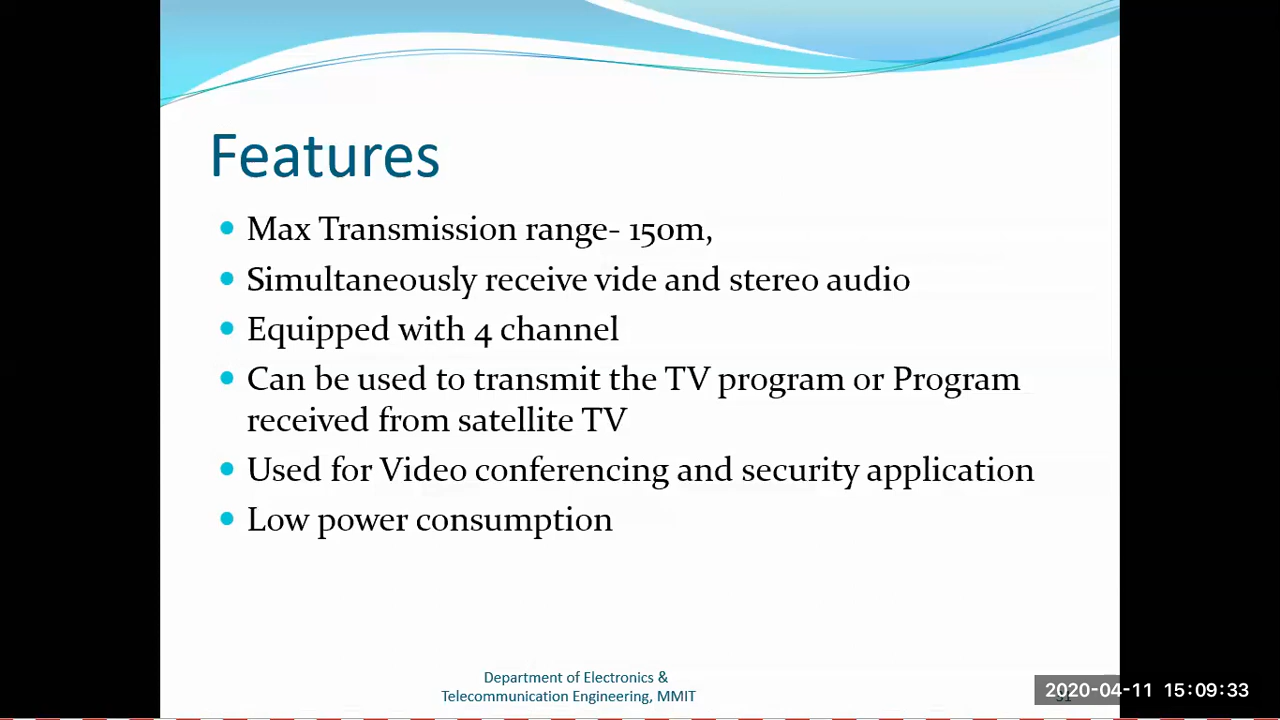 Features
Max Transmission range- 150m,
Simultaneously receive vide and stereo audio
Equipped with 4 channel
Can be used to transmit the TV program or Program
received from satellite TV
Used for Video conferencing and security application
Low power consumption
Department of Electronics &
Telecommunication Engineering, MMIT
2020-04-11 15:09:33